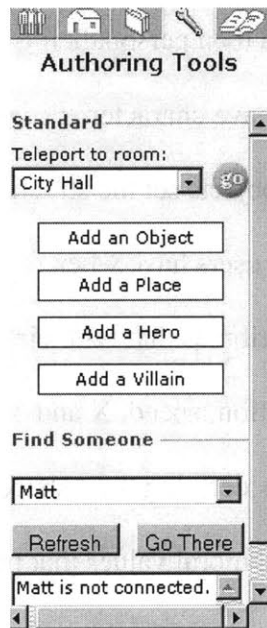 Authoring Tools
Standard
Teleport to room:
City Hall
go
Add an Object
Add a Place
Add a Hero
Add a Villain
Find Someone
Matt
Refresh
Go There
Matt is not connected.